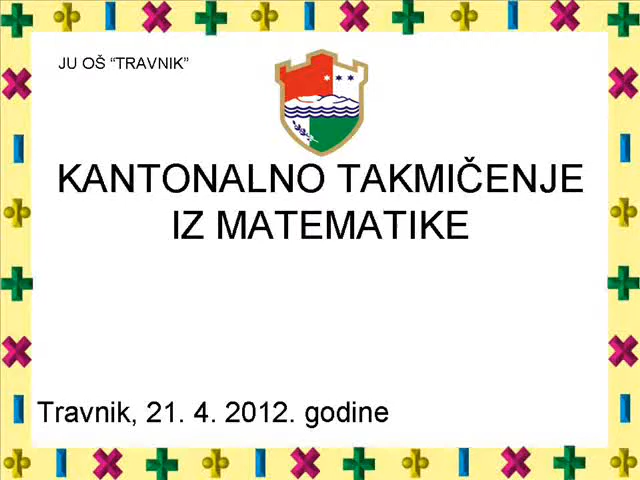 JU OŠ “TRAVNIK”
KANTONALNO TAKMIČENJE
IZ MATEMATIKE
Travnik, 21. 4. 2012. godine